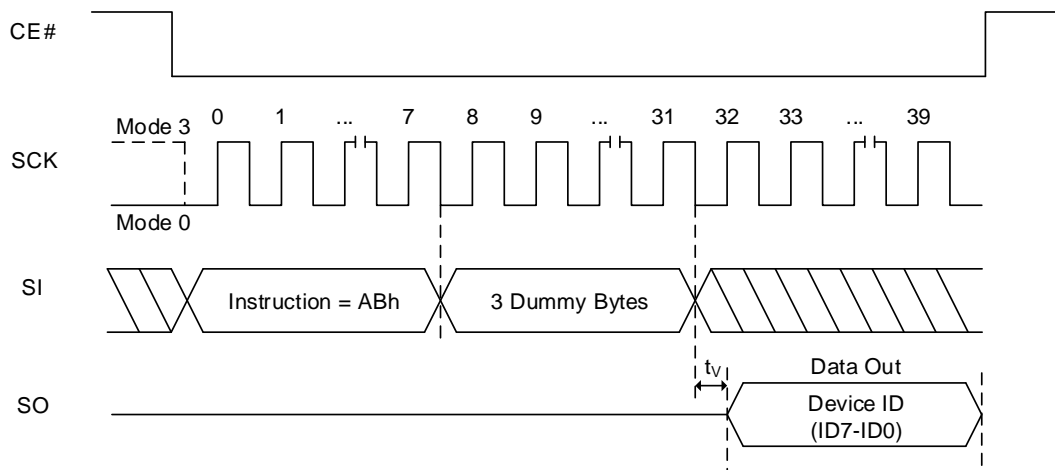 CE#
0 1 ... 7 8 9 ... 31 32 33 ... 39
Mode 3
SCK
Mode 0
SI
Instruction = ABh
3 Dummy Bytes
tV
Data Out
SO
Device ID
(ID7-ID0)